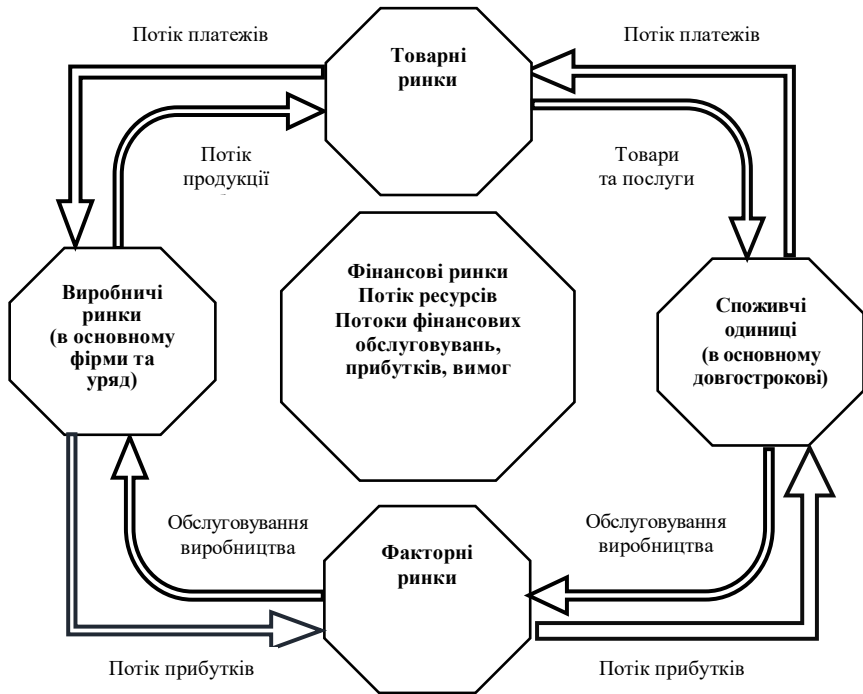 Потік платежів
Товарні
ринки
Потік платежів
Потік
продукції
Товари
та послуги
Виробничі
ринки
(в основному
фірми та
уряд)
Фінансові ринки
Потік ресурсів
Потоки фінансових
обслуговувань,
прибутків, вимог
Споживчі
одиниці
(в основному
довгострокові)
Обслуговування
виробництва
Факторні
ринки
Обслуговування
виробництва
Потік прибутків
Потік прибутків